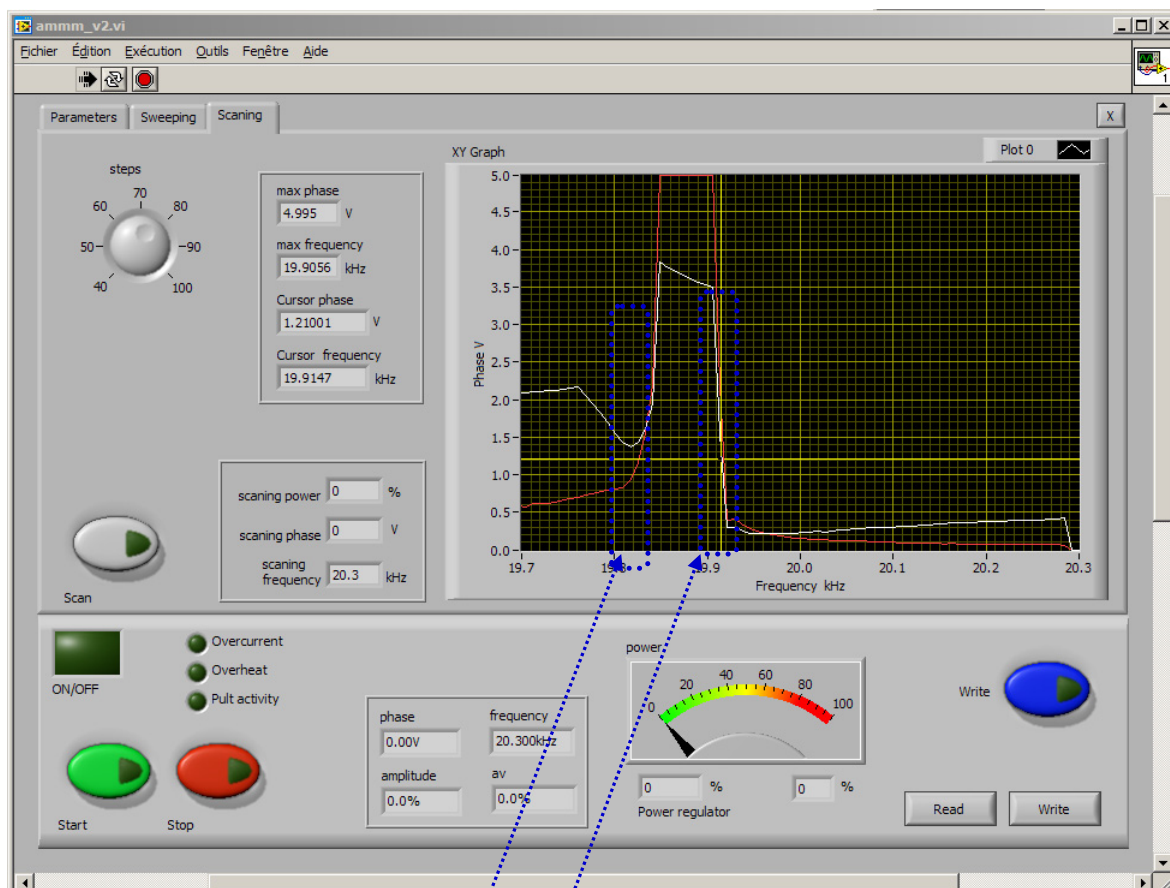 ammm_v2.vi
Fichier Édition Exécution Outils Fenêtre Aide
1
Parameters Sweeping Scaning X
steps
40 50 60 70 80 90 100
max phase
4.995 V
max frequency
19.9056 kHz
Cursor phase
1.21001 V
Cursor frequency
19.9147 kHz
scaning power 0 %
scaning phase 0 V
scaning
frequency 20.3 kHz
Scan
XY Graph
Plot 0
Phase V
5.0
4.5
4.0
3.5
3.0
2.5
2.0
1.5
1.0
0.5
0.0
19.7 19.8 19.9 20.0 20.1 20.2 20.3
Frequency kHz
ON/OFF
Overcurrent
Overheat
Pult activity
Start Stop
phase frequency
0.00V 20.300kHz
amplitude av
0.0% 0.0%
power
0 20 40 60 80 100
0 % 0 %
Power regulator
Write
Read Write